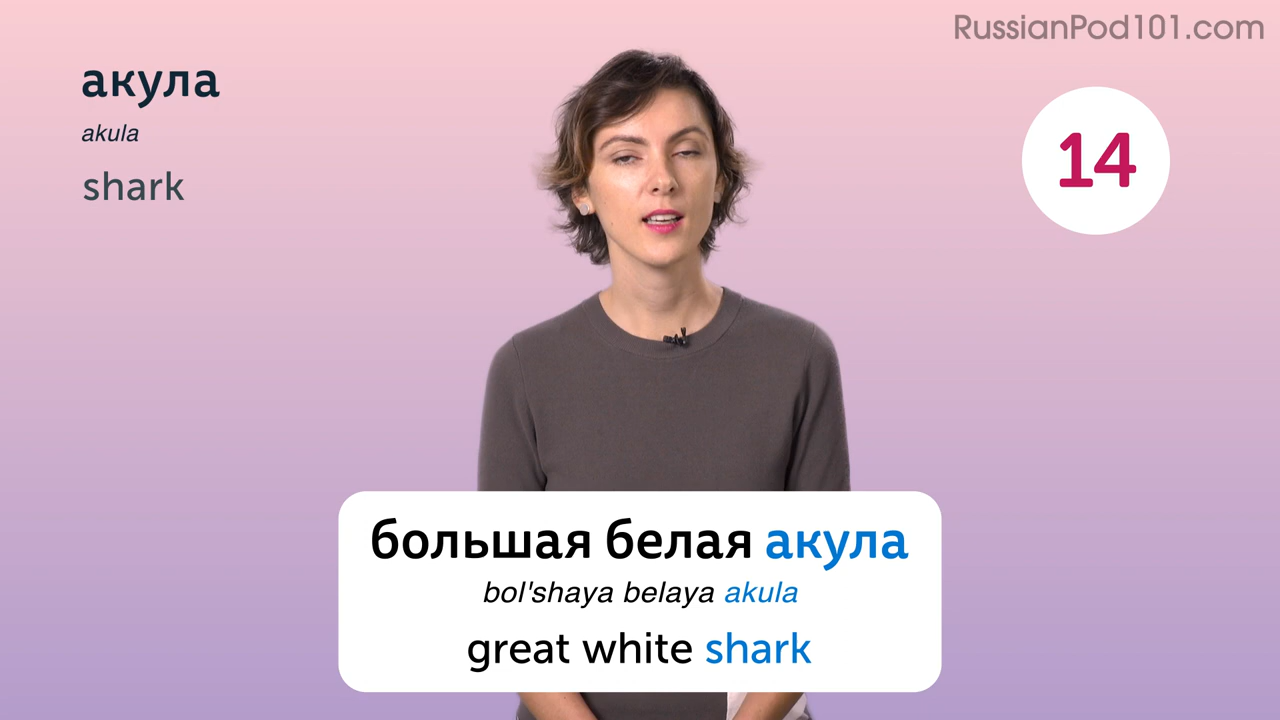 RussianPod101.com
акула
akula
shark
14
большая белая акула
bol'shaya belaya akula
great white shark